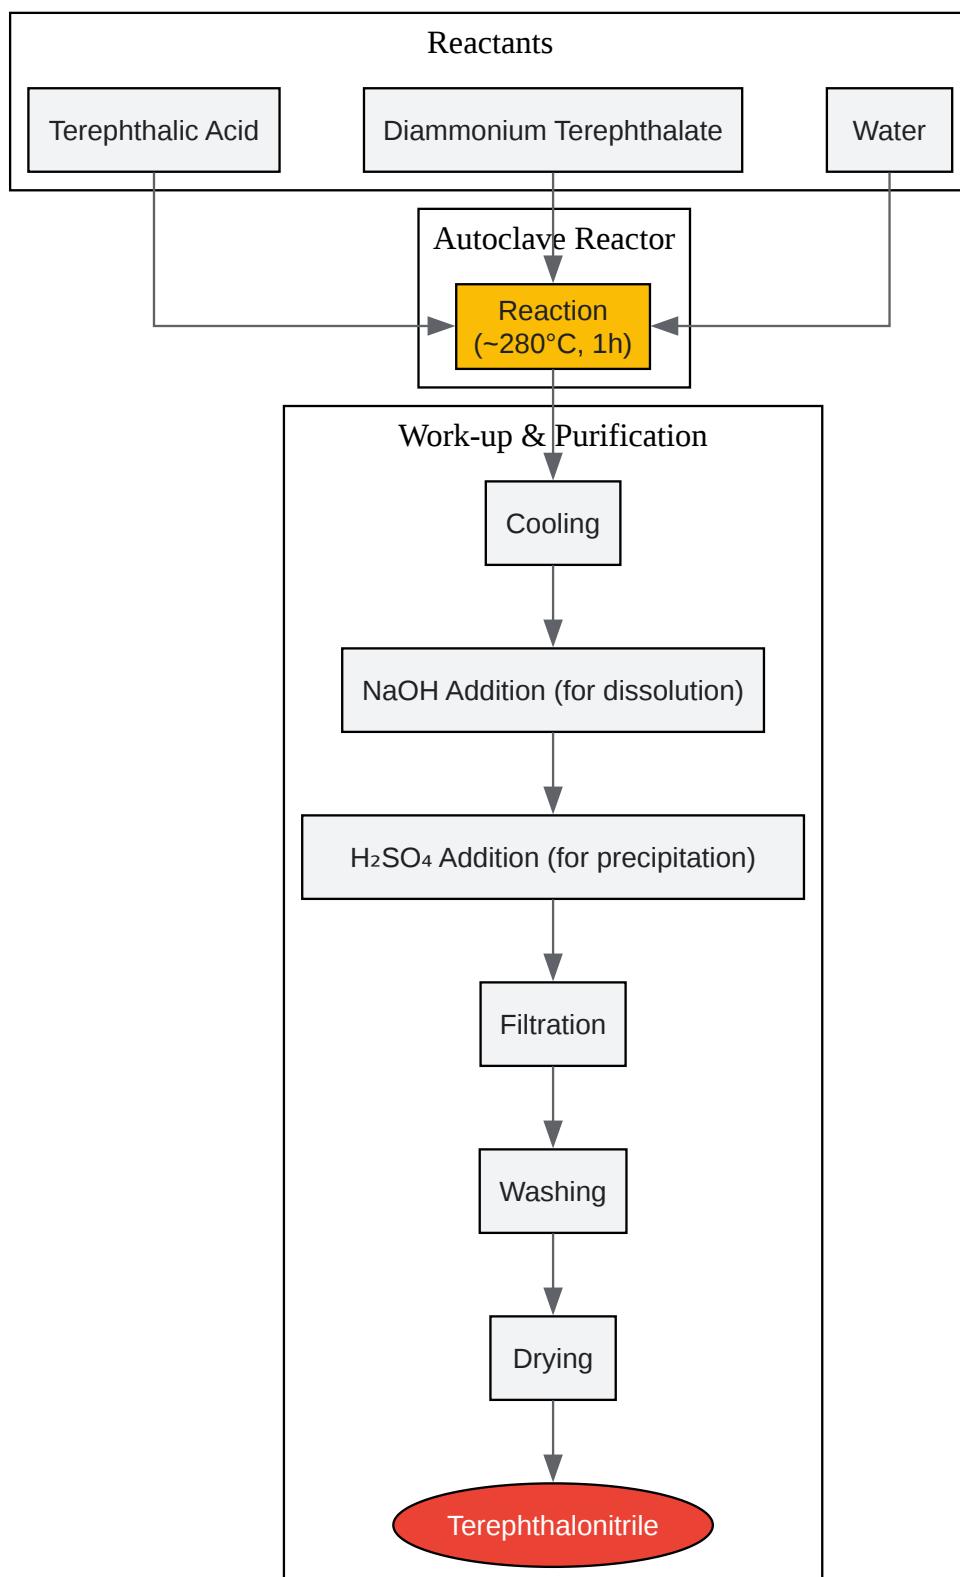 Reactants
Terephthalic Acid
Diammonium Terephthalate
Water
Autoclave Reactor
Reaction
(~280°C, 1h)
Work-up & Purification
Cooling
NaOH Addition (for dissolution)
H₂SO₄ Addition (for precipitation)
Filtration
Washing
Drying
Terephthalonitrile